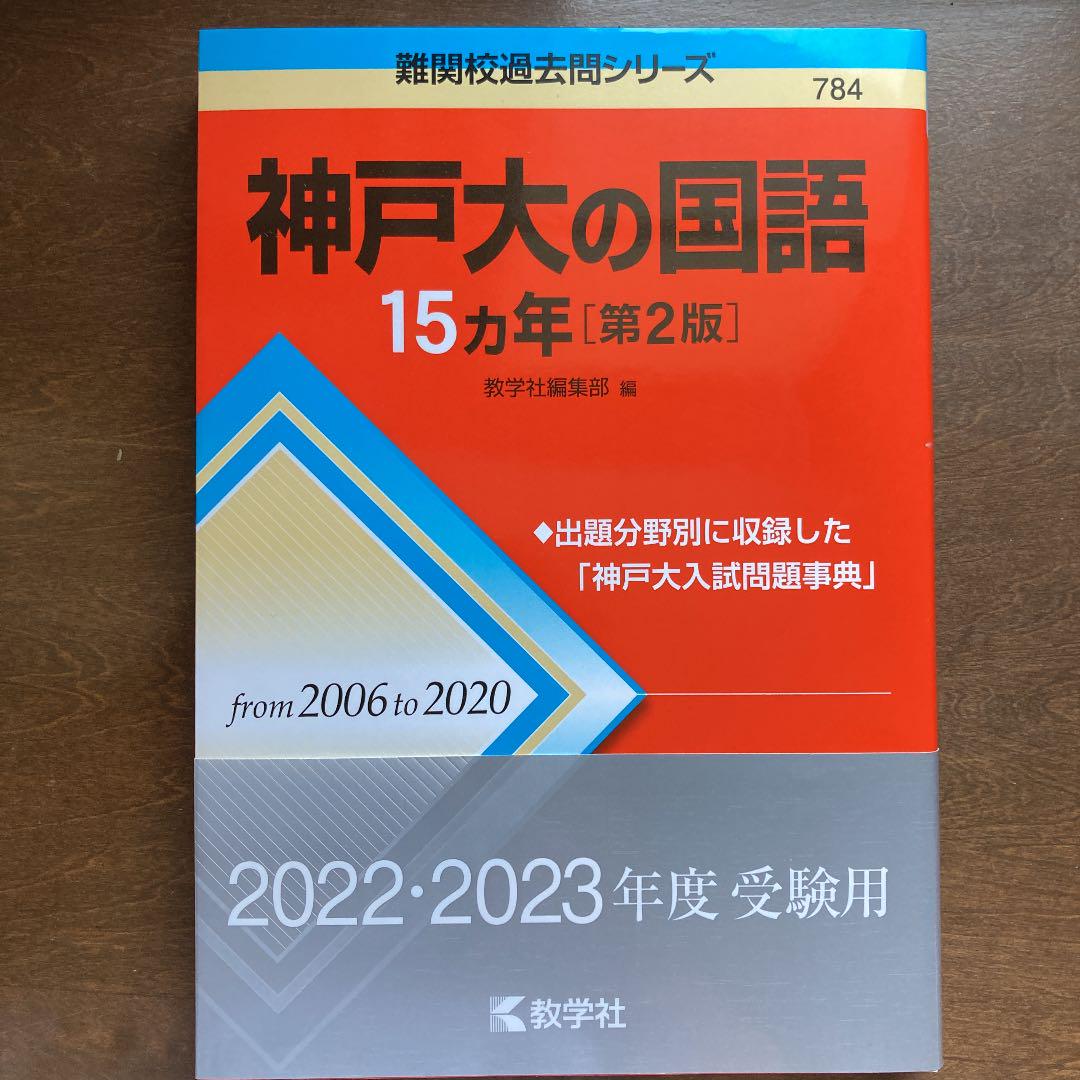 難関校過去問シリーズ
784
神戸大の国語
15ヵ年［第2版］
教学社編集部 編
◆出題分野別に収録した
「神戸大入試問題事典」
from 2006 to 2020
2022・2023年度 受験用
教学社